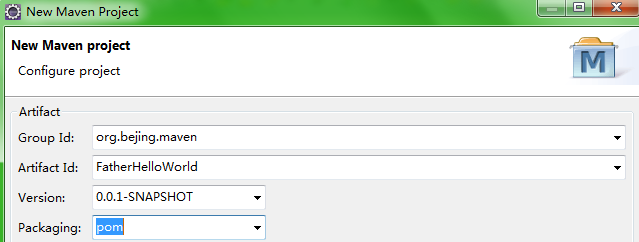 New Maven Project
New Maven project
Configure project
M
Artifact
Group Id: org.bejing.maven
Artifact Id: FatherHelloWorld
Version: 0.0.1-SNAPSHOT
Packaging: pom